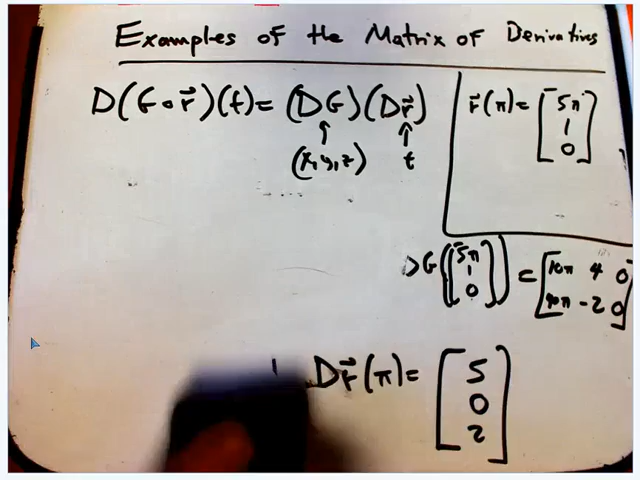 Examples of the Matrix of Derivatives
D(G∘r⃗)(t) = (DG)(Dr⃗)
↑ ↑
(x,y,z) t
r⃗(π) = [5π
1
0]
DG([5π
1
0]) = [10π 4 0
-2 0]
Dr⃗(π) = [5
0
2]